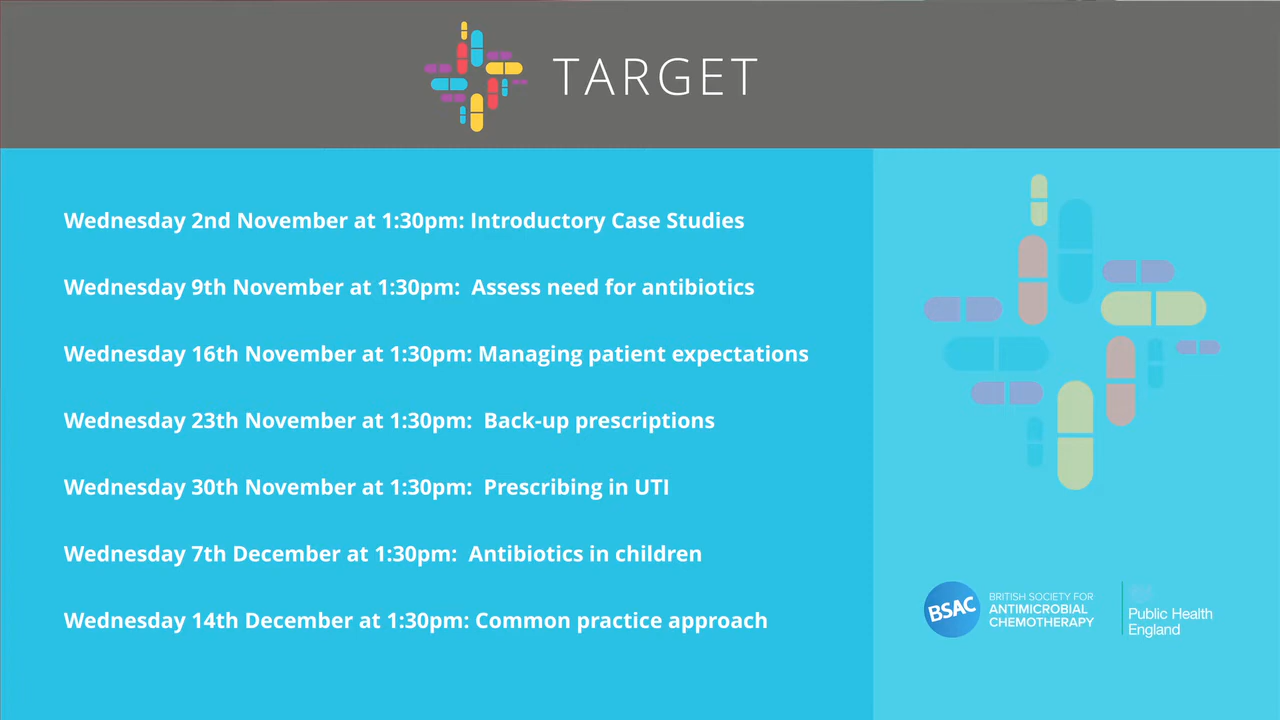 TARGET
Wednesday 2nd November at 1:30pm: Introductory Case Studies
Wednesday 9th November at 1:30pm:  Assess need for antibiotics
Wednesday 16th November at 1:30pm: Managing patient expectations
Wednesday 23th November at 1:30pm:  Back-up prescriptions
Wednesday 30th November at 1:30pm:  Prescribing in UTI
Wednesday 7th December at 1:30pm:  Antibiotics in children
Wednesday 14th December at 1:30pm: Common practice approach
BSAC
BRITISH SOCIETY FOR
ANTIMICROBIAL
CHEMOTHERAPY
Public Health
England